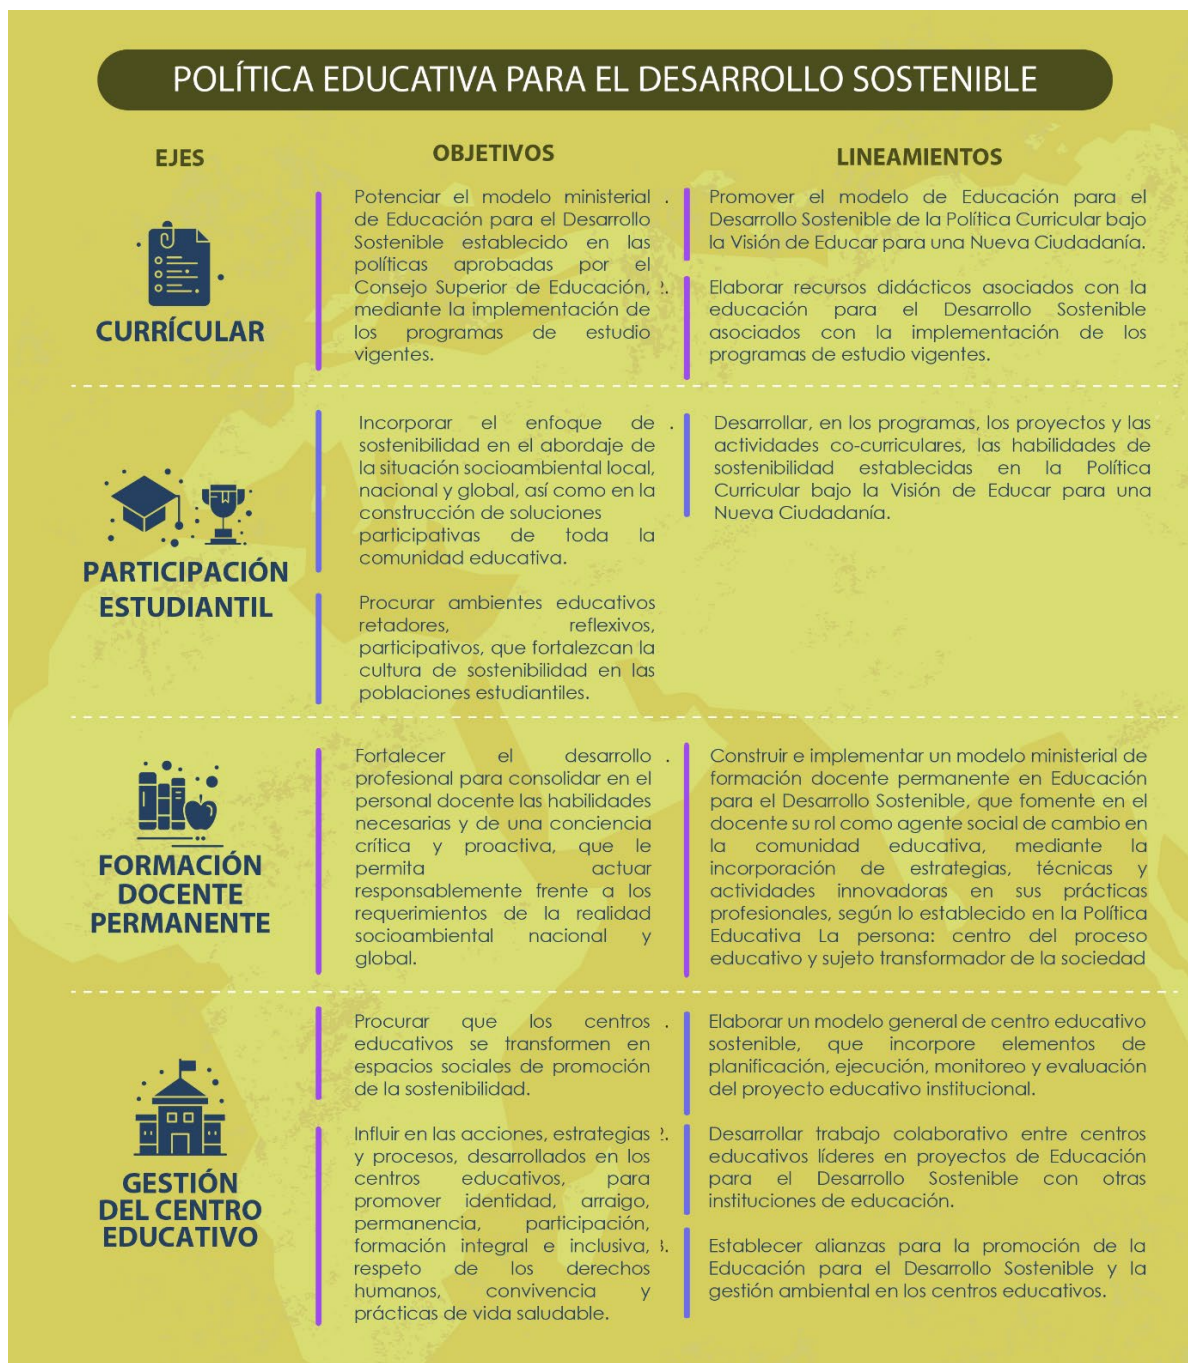 POLÍTICA EDUCATIVA PARA EL DESARROLLO SOSTENIBLE
EJES
OBJETIVOS
LINEAMIENTOS
CURRÍCULAR
Potenciar el modelo ministerial
de Educación para el Desarrollo
Sostenible establecido en las
políticas aprobadas por el
Consejo Superior de Educación,
mediante la implementación de
los programas de estudio
vigentes.
Promover el modelo de Educación para el
Desarrollo Sostenible de la Política Curricular bajo
la Visión de Educar para una Nueva Ciudadanía.
Elaborar recursos didácticos asociados con la
educación para el Desarrollo Sostenible
asociados con la implementación de los
programas de estudio vigentes.
PARTICIPACIÓN
ESTUDIANTIL
Incorporar el enfoque de
sostenibilidad en el abordaje de
la situación socioambiental local,
nacional y global, así como en la
construcción de soluciones
participativas de toda la
comunidad educativa.
Procurar ambientes educativos
retadores, reflexivos,
participativos, que fortalezcan la
cultura de sostenibilidad en las
poblaciones estudiantiles.
Desarrollar, en los programas, los proyectos y las
actividades co-curriculares, las habilidades de
sostenibilidad establecidas en la Política
Curricular bajo la Visión de Educar para una
Nueva Ciudadanía.
FORMACIÓN
DOCENTE
PERMANENTE
Fortalecer el desarrollo
profesional para consolidar en el
personal docente las habilidades
necesarias y de una conciencia
crítica y proactiva, que le
permita actuar
responsablemente frente a los
requerimientos de la realidad
socioambiental nacional y
global.
Construir e implementar un modelo ministerial de
formación docente permanente en Educación
para el Desarrollo Sostenible, que fomente en el
docente su rol como agente social de cambio en
la comunidad educativa, mediante la
incorporación de estrategias, técnicas y
actividades innovadoras en sus prácticas
profesionales, según lo establecido en la Política
Educativa La persona: centro del proceso
educativo y sujeto transformador de la sociedad
GESTIÓN
DEL CENTRO
EDUCATIVO
Procurar que los centros
educativos se transformen en
espacios sociales de promoción
de la sostenibilidad.
Influir en las acciones, estrategias
y procesos, desarrollados en los
centros educativos, para
promover identidad, arraigo,
permanencia, participación,
formación integral e inclusiva,
respeto de los derechos
humanos, convivencia y
prácticas de vida saludable.
Elaborar un modelo general de centro educativo
sostenible, que incorpore elementos de
planificación, ejecución, monitoreo y evaluación
del proyecto educativo institucional.
Desarrollar trabajo colaborativo entre centros
educativos líderes en proyectos de Educación
para el Desarrollo Sostenible con otras
instituciones de educación.
Establecer alianzas para la promoción de la
Educación para el Desarrollo Sostenible y la
gestión ambiental en los centros educativos.